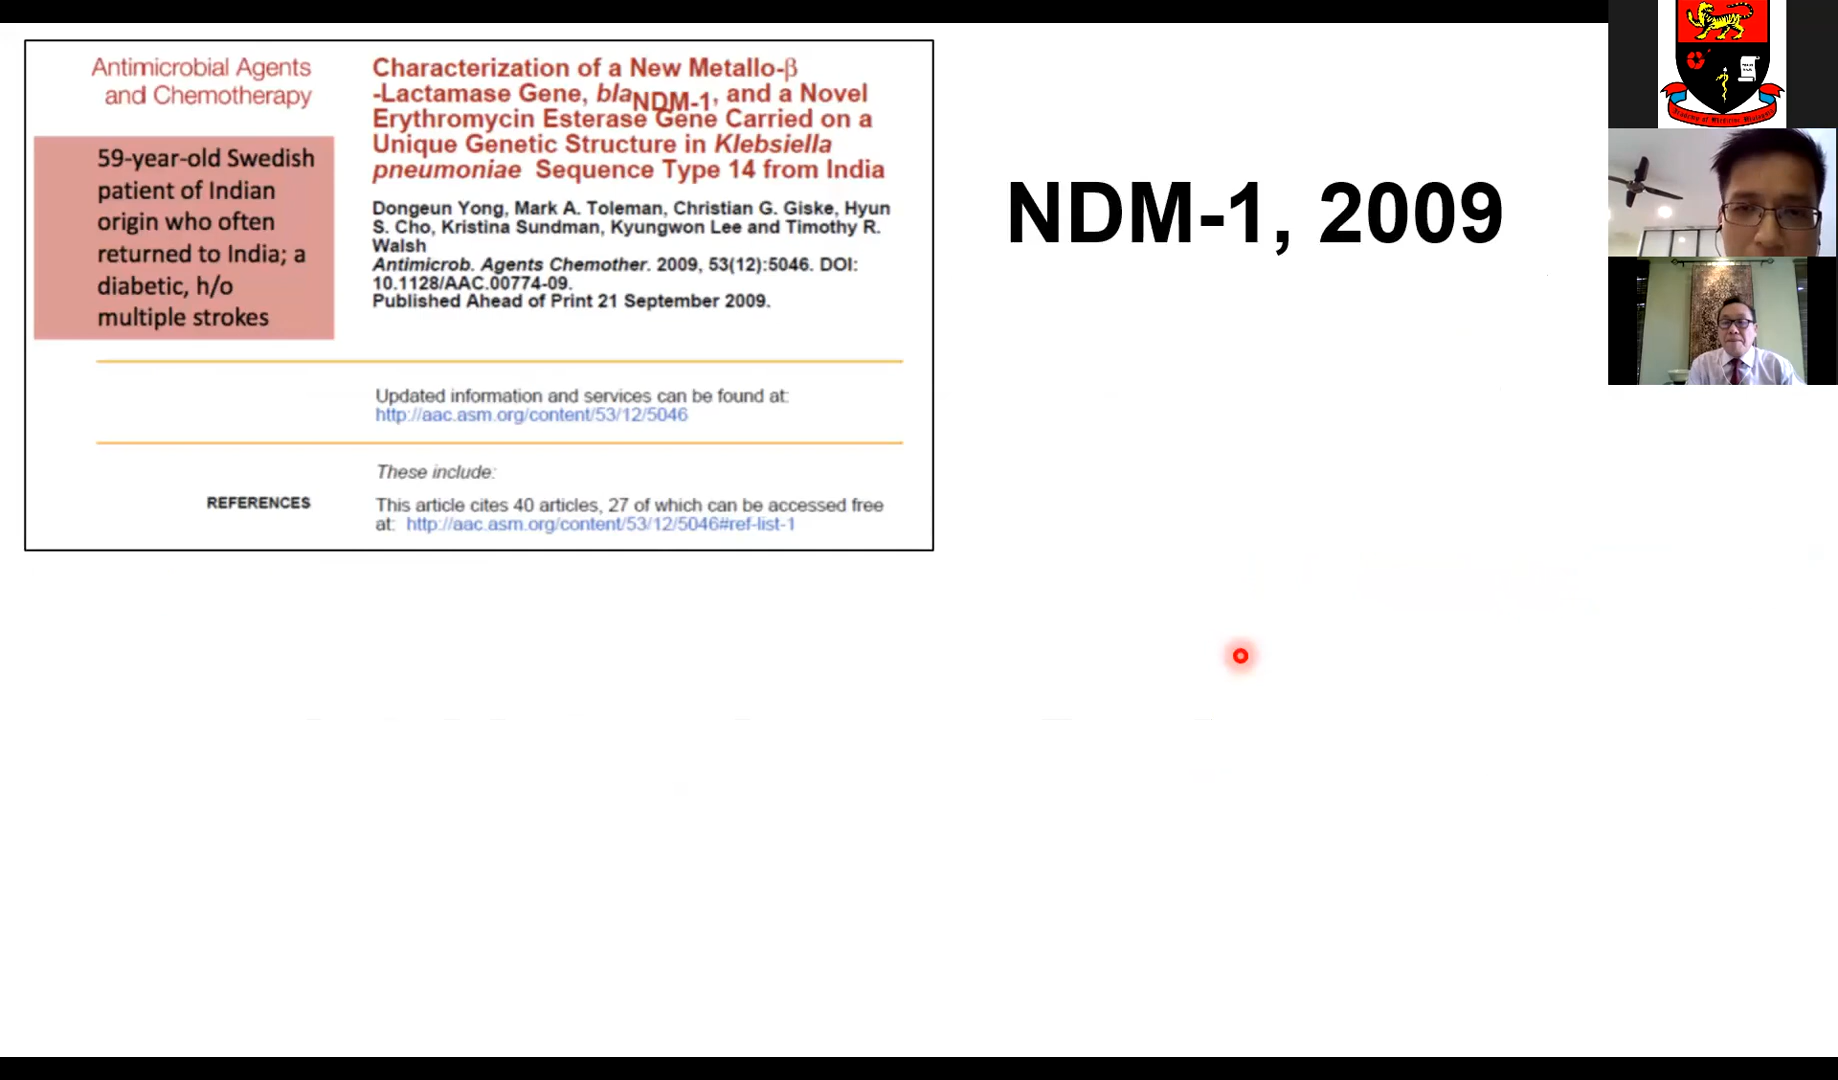 Antimicrobial Agents
and Chemotherapy
59-year-old Swedish
patient of Indian
origin who often
returned to India; a
diabetic, h/o
multiple strokes
Characterization of a New Metallo-β
-Lactamase Gene, blaNDM-1, and a Novel
Erythromycin Esterase Gene Carried on a
Unique Genetic Structure in Klebsiella
pneumoniae Sequence Type 14 from India
Dongeun Yong, Mark A. Toleman, Christian G. Giske, Hyun
S. Cho, Kristina Sundman, Kyungwon Lee and Timothy R.
Walsh
Antimicrob. Agents Chemother. 2009, 53(12):5046. DOI:
10.1128/AAC.00774-09.
Published Ahead of Print 21 September 2009.
Updated information and services can be found at:
http://aac.asm.org/content/53/12/5046
These include:
REFERENCES
This article cites 40 articles, 27 of which can be accessed free
at: http://aac.asm.org/content/53/12/5046#ref-list-1
NDM-1, 2009
Academy of Medicine, Malaysia